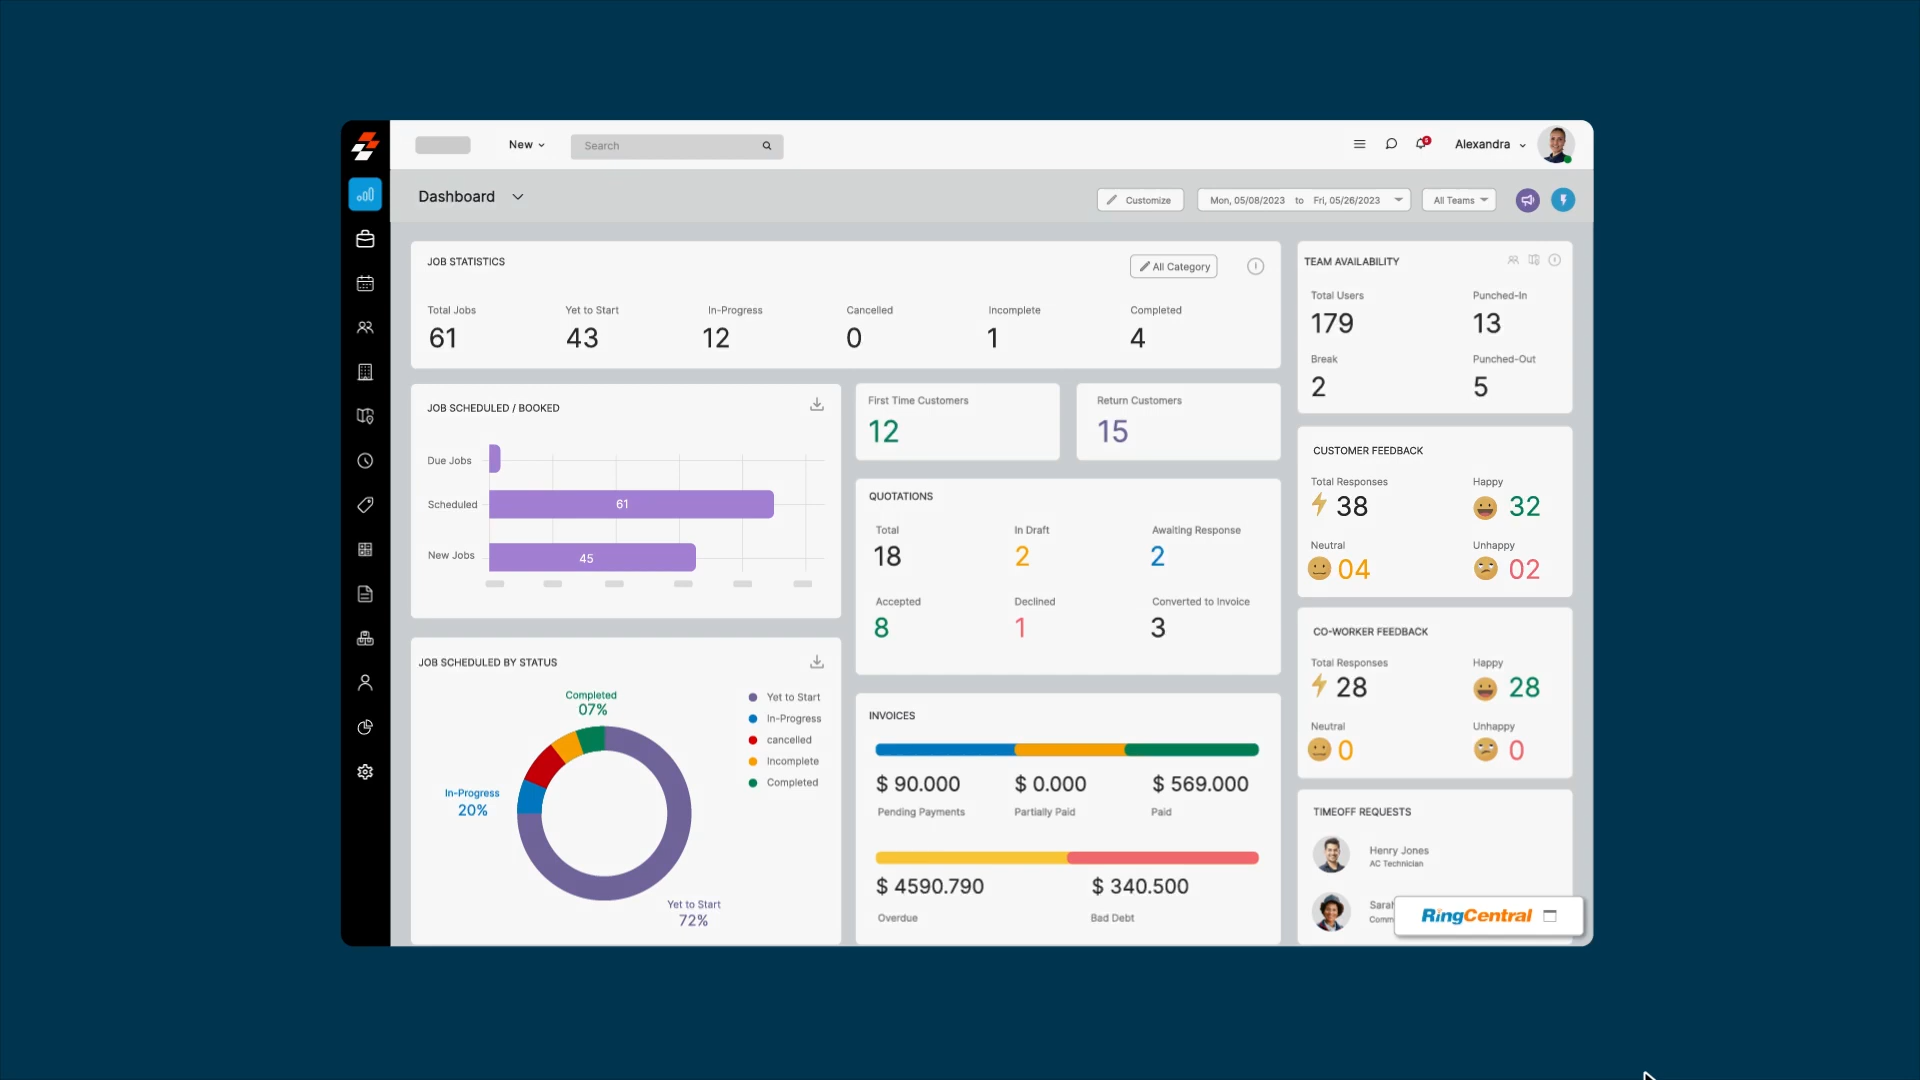 New
Search
Alexandra
Dashboard
Customize
Mon, 05/08/2023 to Fri, 05/26/2023
All Teams
JOB STATISTICS
All Category
Total Jobs
61
Yet to Start
43
In-Progress
12
Cancelled
0
Incomplete
1
Completed
4
JOB SCHEDULED / BOOKED
Due Jobs
Scheduled
61
New Jobs
45
First Time Customers
12
Return Customers
15
QUOTATIONS
Total
18
In Draft
2
Awaiting Response
2
Accepted
8
Declined
1
Converted to Invoice
3
JOB SCHEDULED BY STATUS
Completed
07%
In-Progress
20%
Yet to Start
72%
Yet to Start
In-Progress
cancelled
Incomplete
Completed
INVOICES
$ 90.000
Pending Payments
$ 0.000
Partially Paid
$ 569.000
Paid
$ 4590.790
Overdue
$ 340.500
Bad Debt
TEAM AVAILABILITY
Total Users
179
Punched-In
13
Break
2
Punched-Out
5
CUSTOMER FEEDBACK
Total Responses
38
Happy
32
Neutral
04
Unhappy
02
CO-WORKER FEEDBACK
Total Responses
28
Happy
28
Neutral
0
Unhappy
0
TIMEOFF REQUESTS
Henry Jones
AC Technician
RingCentral